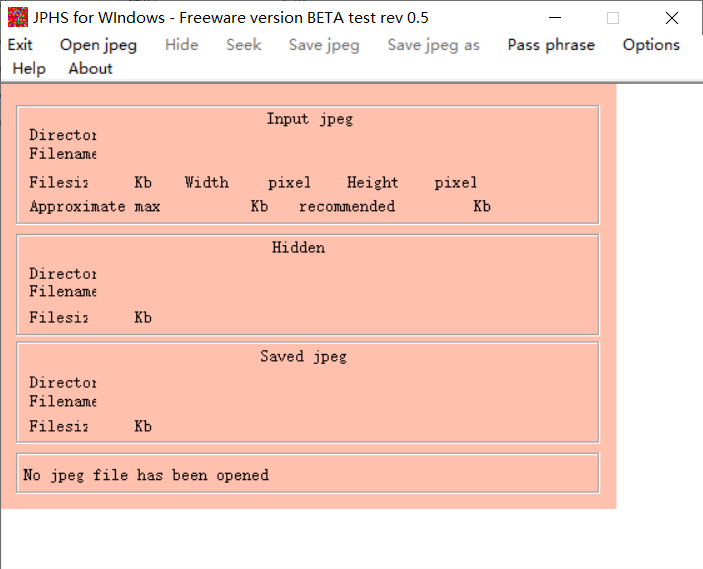 JPHS for WIndows - Freeware version BETA test rev 0.5
Exit Open jpeg Hide Seek Save jpeg Save jpeg as Pass phrase Options
Help About
Input jpeg
Director
Filename
Filesiz Kb Width pixel Height pixel
Approximate max Kb recommended Kb
Hidden
Director
Filename
Filesiz Kb
Saved jpeg
Director
Filename
Filesiz Kb
No jpeg file has been opened